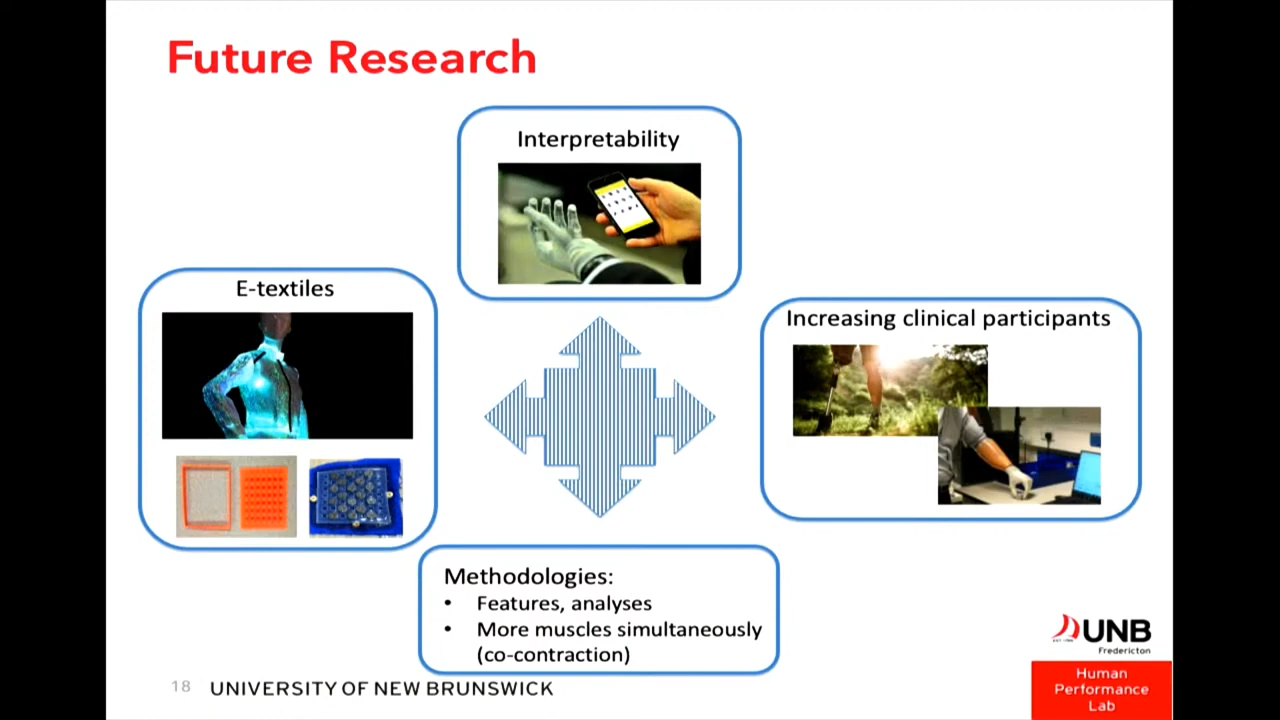 Future Research
Interpretability
E-textiles
Increasing clinical participants
Methodologies:
• Features, analyses
• More muscles simultaneously
(co-contraction)
18 UNIVERSITY OF NEW BRUNSWICK
UNB
Fredericton
Human
Performance
Lab